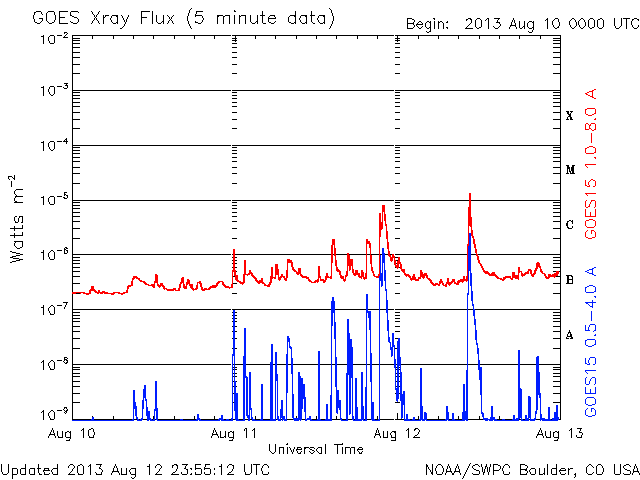 GOES Xray Flux (5 minute data)
Begin: 2013 Aug 10 0000 UTC
10⁻²
10⁻³
10⁻⁴
10⁻⁵
10⁻⁶
10⁻⁷
10⁻⁸
10⁻⁹
Watts m⁻²
X
M
C
B
A
GOES15 1.0-8.0 A
GOES15 0.5-4.0 A
Aug 10
Aug 11
Aug 12
Aug 13
Universal Time
Updated 2013 Aug 12 23:55:12 UTC
NOAA/SWPC Boulder, CO USA